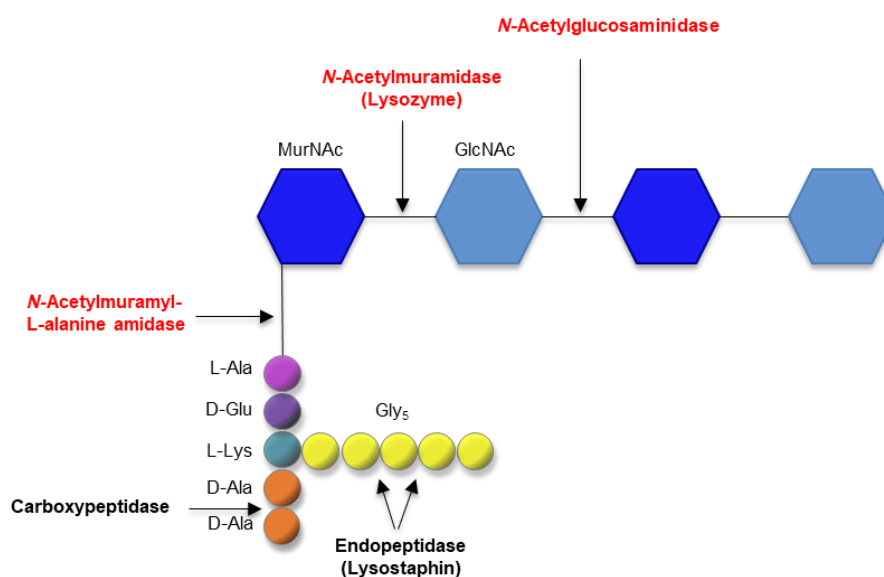 N-Acetylglucosaminidase
N-Acetylmuramidase
(Lysozyme)
MurNAc
GlcNAc
N-Acetylmuramyl-
L-alanine amidase
L-Ala
D-Glu
Gly5
L-Lys
D-Ala
Carboxypeptidase
D-Ala
Endopeptidase
(Lysostaphin)